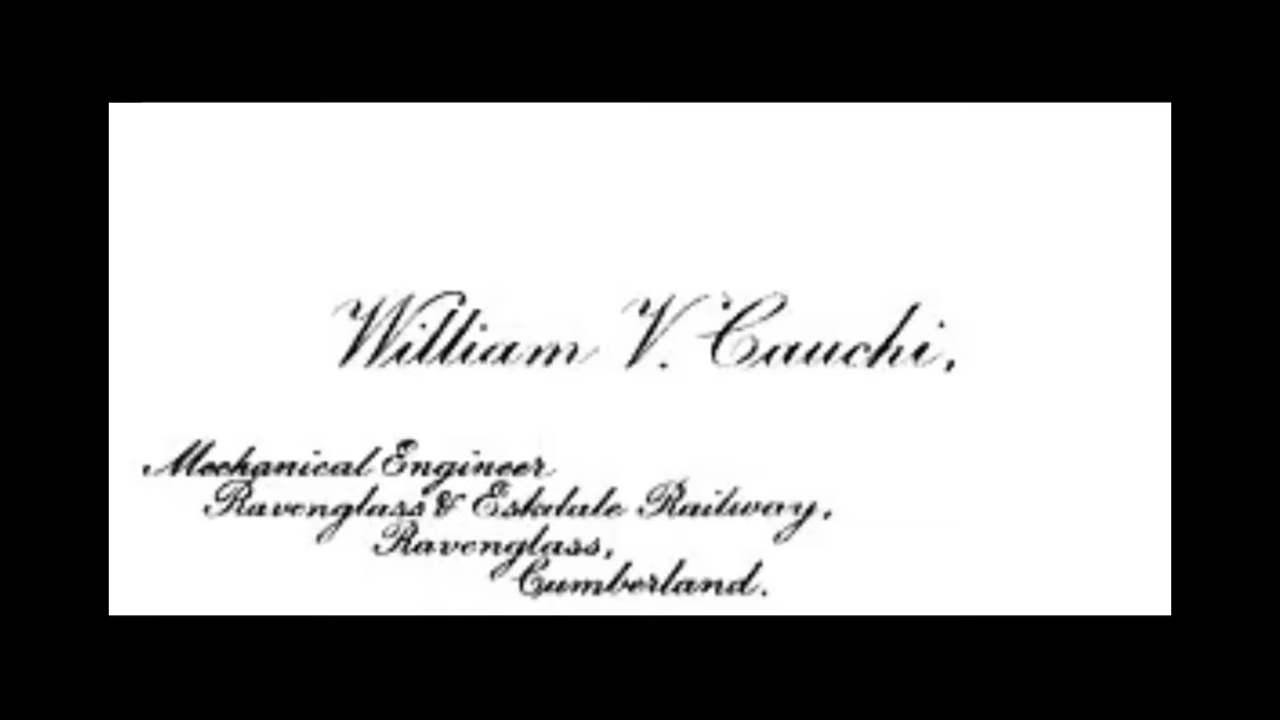 William V. Cauchi,
Mechanical Engineer
Ravenglass & Eskdale Railway,
Ravenglass,
Cumberland.